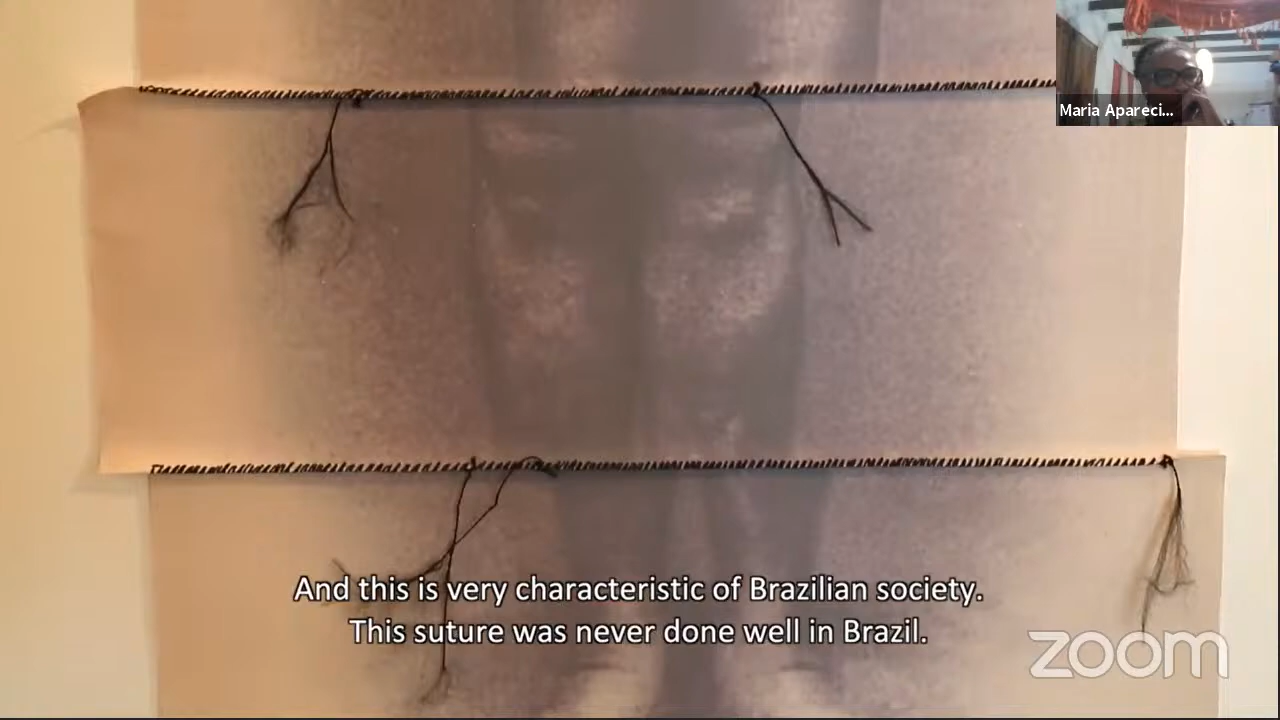 Maria Apareci...
And this is very characteristic of Brazilian society.
This suture was never done well in Brazil.
zoom